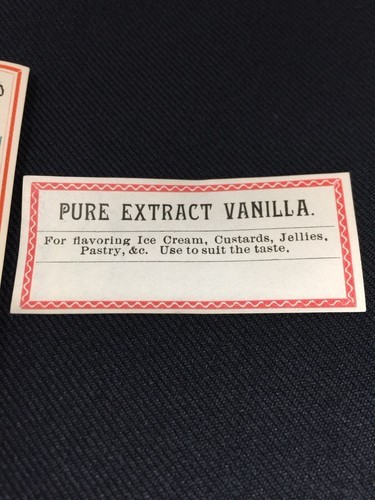 PURE EXTRACT VANILLA.
For flavoring Ice Cream, Custards, Jellies.
Pastry, &c. Use to suit the taste.